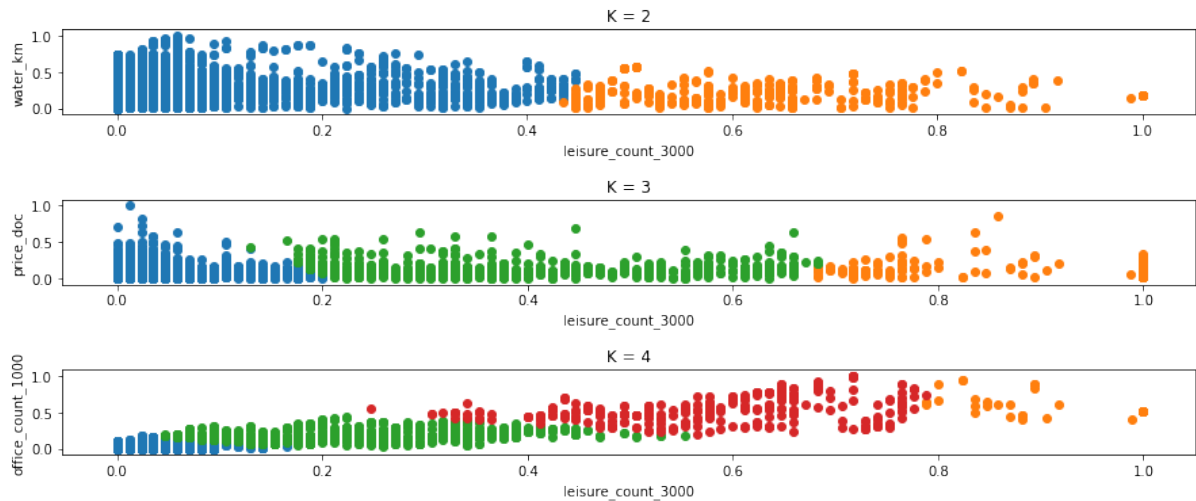 K = 2
water_km
1.0
0.5
0.0
0.0 0.2 0.4 0.6 0.8 1.0
leisure_count_3000
K = 3
price_doc
1.0
0.5
0.0
0.0 0.2 0.4 0.6 0.8 1.0
leisure_count_3000
K = 4
office_count_1000
1.0
0.5
0.0
0.0 0.2 0.4 0.6 0.8 1.0
leisure_count_3000